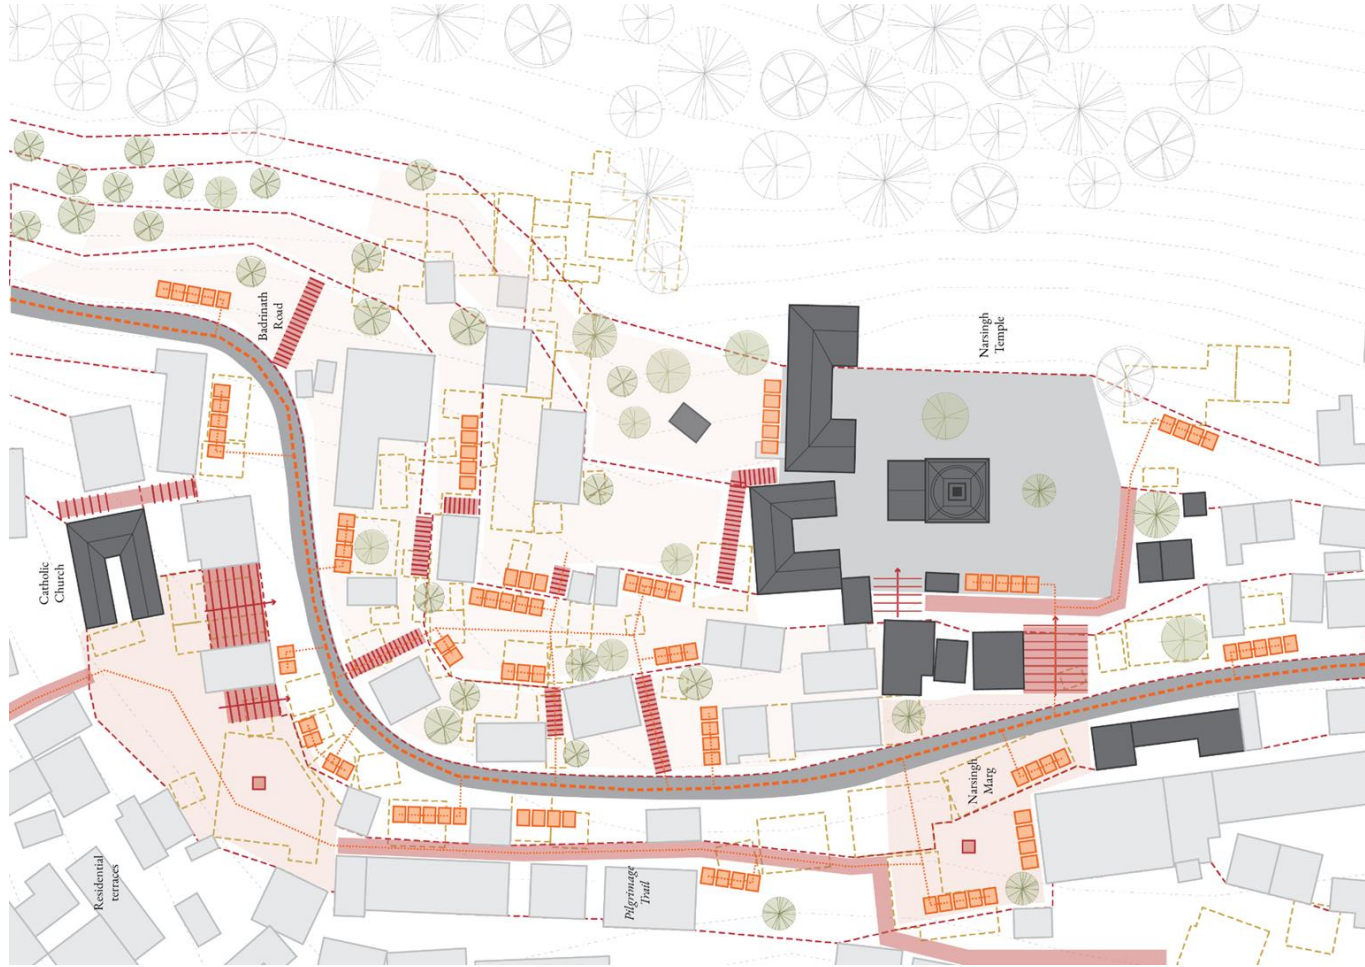 Badrinath
Road
Narsingh
Temple
Catholic
Church
Narsingh
Marg
Residential
terraces
Pilgrimage
Trail